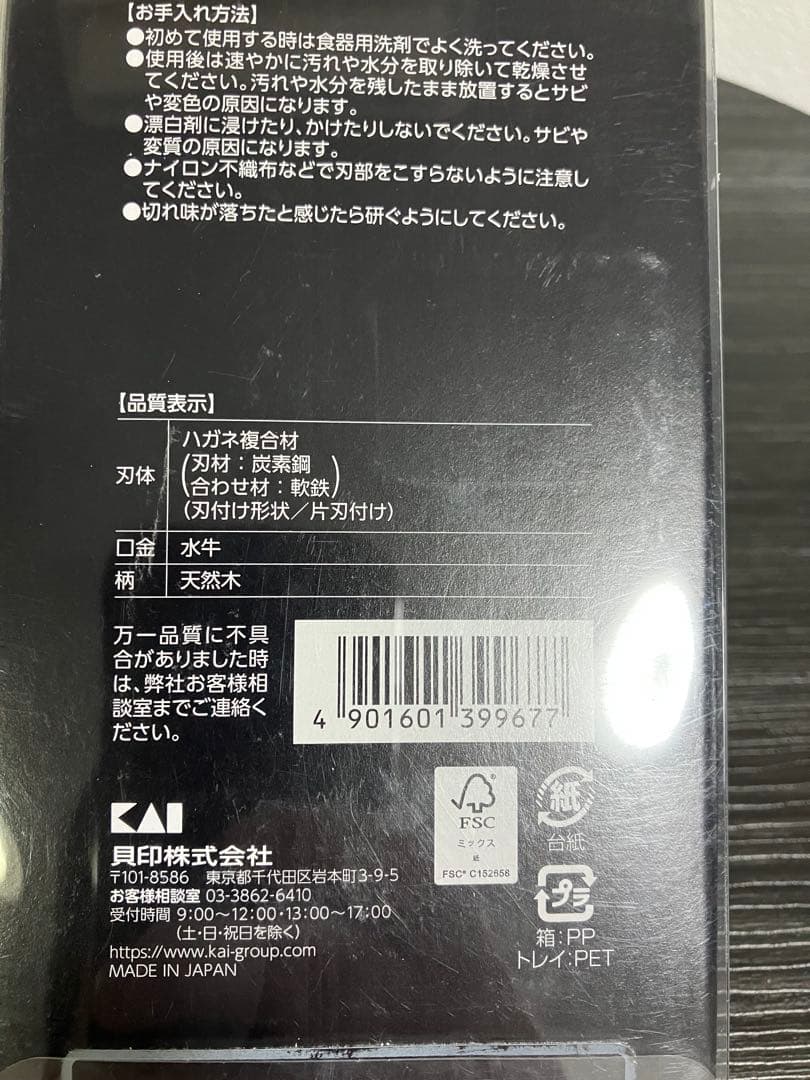 【お手入れ方法】
●初めて使用する時は食器用洗剤でよく洗ってください。
●使用後は速やかに汚れや水分を取り除いて乾燥させ
てください。汚れや水分を残したまま放置するとサビ
や変色の原因になります。
●漂白剤に浸けたり、かけたりしないでください。サビや
変質の原因になります。
●ナイロン不織布などで刃部をこすらないように注意し
てください。
●切れ味が落ちたと感じたら研ぐようにしてください。
【品質表示】
刃体
ハガネ複合材
(刃材：炭素鋼
合わせ材：軟鉄)
(刃付け形状／片刃付け)
口金 水牛
柄 天然木
万一品質に不具
合がありました時
は、弊社お客様相
談室までご連絡く
ださい。
4 901601 399677
KAI
貝印株式会社
〒101-8586 東京都千代田区岩本町3-9-5
お客様相談室 03-3862-6410
受付時間 9:00〜12:00・13:00〜17:00
(土・日・祝日を除く)
https://www.kai-group.com
MADE IN JAPAN
FSC
ミックス
紙
FSC® C152658
紙
台紙
プラ
箱：PP
トレイ：PET